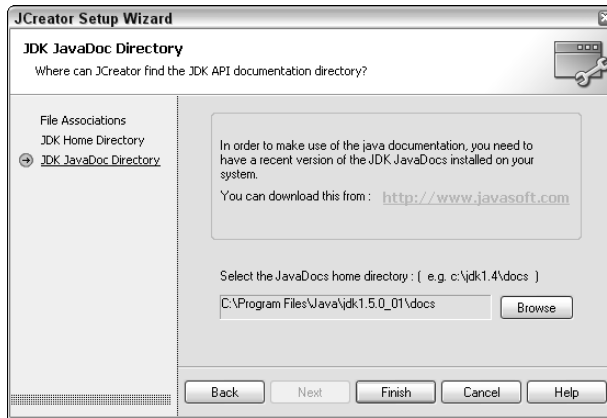 JCreator Setup Wizard
JDK JavaDoc Directory
Where can JCreator find the JDK API documentation directory?
File Associations
JDK Home Directory
JDK JavaDoc Directory
In order to make use of the java documentation, you need to
have a recent version of the JDK JavaDocs installed on your
system.
You can download this from : http://www.javasoft.com
Select the JavaDocs home directory : ( e.g. c:\jdk1.4\docs )
C:\Program Files\Java\jdk1.5.0_01\docs
Browse
Back
Next
Finish
Cancel
Help